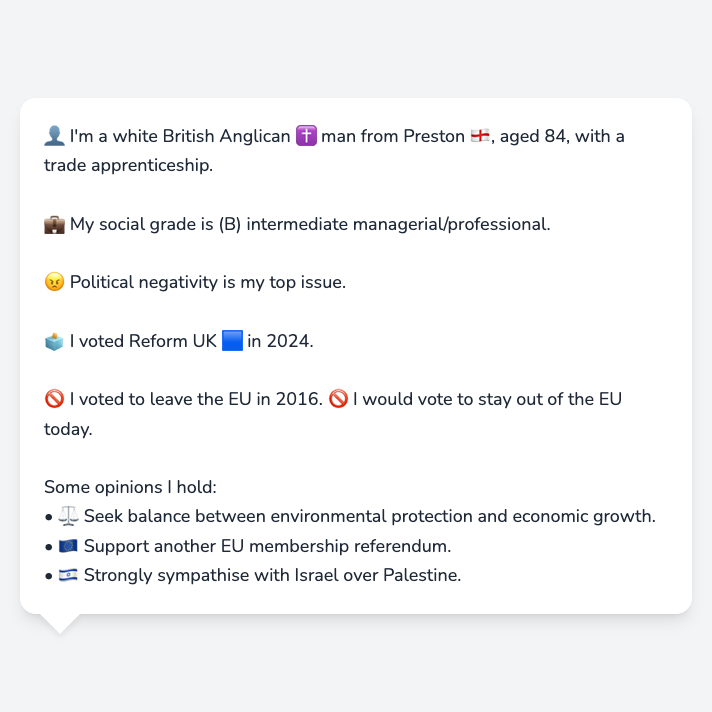 👤 I'm a white British Anglican ✝️ man from Preston 🏴󠁧󠁢󠁥󠁮󠁧󠁿, aged 84, with a
trade apprenticeship.
💼 My social grade is (B) intermediate managerial/professional.
😠 Political negativity is my top issue.
🗳️ I voted Reform UK 🟦 in 2024.
🚫 I voted to leave the EU in 2016. 🚫 I would vote to stay out of the EU
today.
Some opinions I hold:
• ⚖️ Seek balance between environmental protection and economic growth.
• 🇪🇺 Support another EU membership referendum.
• 🇮🇱 Strongly sympathise with Israel over Palestine.